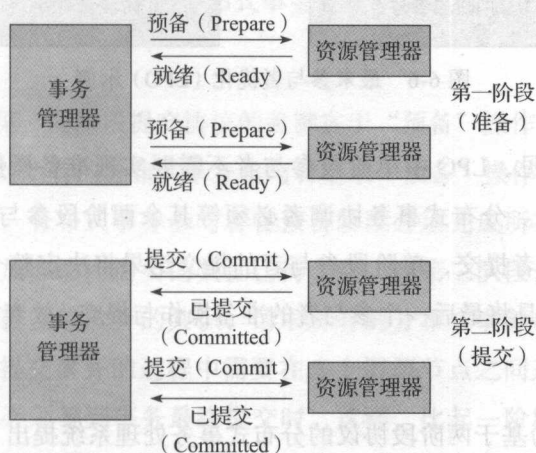 预备（Prepare）
就绪（Ready）
资源管理器
事务
管理器
第一阶段
（准备）
预备（Prepare）
就绪（Ready）
资源管理器
提交（Commit）
已提交
（Committed）
资源管理器
事务
管理器
第二阶段
（提交）
提交（Commit）
已提交
（Committed）
资源管理器